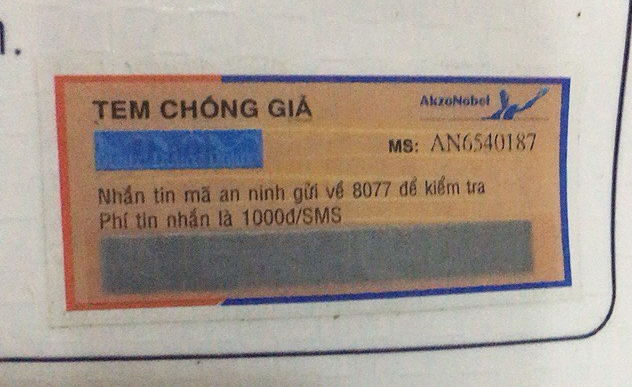 TEM CHỐNG GIẢ
AkzoNobel
MS: AN6540187
Nhắn tin mã an ninh gửi về 8077 để kiểm tra
Phí tin nhắn là 1000đ/SMS